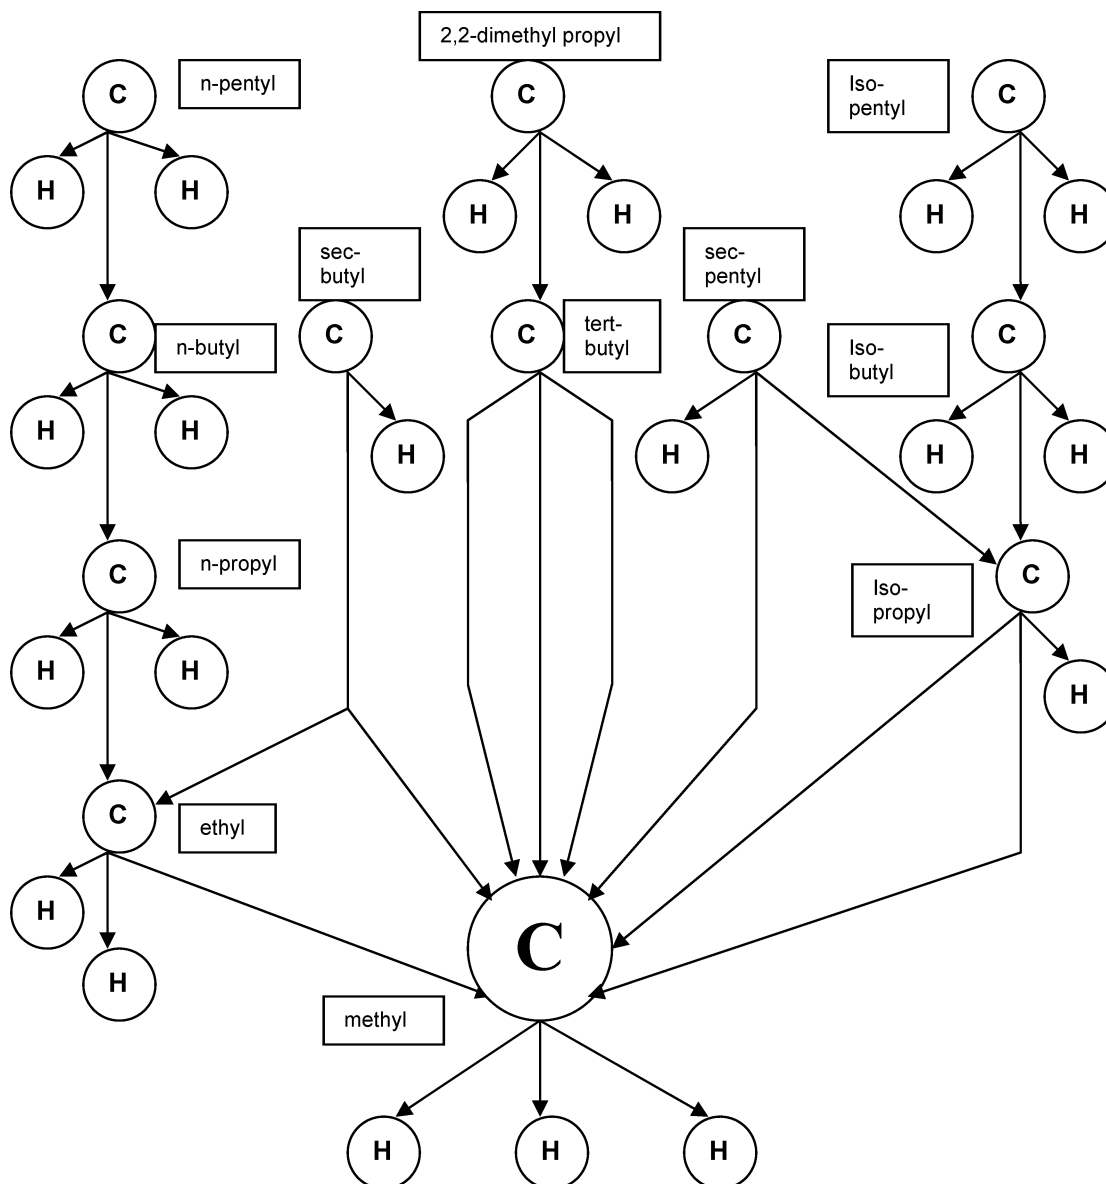 2,2-dimethyl propyl
C
n-pentyl
C
Iso-
pentyl
C
H
H
H
H
H
H
sec-
butyl
sec-
pentyl
C
n-butyl
C
C
tert-
butyl
C
Iso-
butyl
C
H
H
H
H
H
H
C
n-propyl
Iso-
propyl
C
H
H
H
C
ethyl
H
H
C
methyl
H
H
H